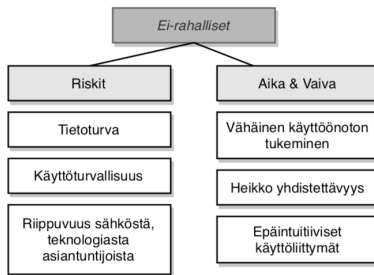 Ei-rahalliset
Riskit
Tietoturva
Käyttöturvallisuus
Riippuvuus sähköstä,
teknologiasta
asiantuntijoista
Aika & Vaiva
Vähäinen käyttöönoton
tukeminen
Heikko yhdistettävyys
Epäintuitiiviset
käyttöliittymät